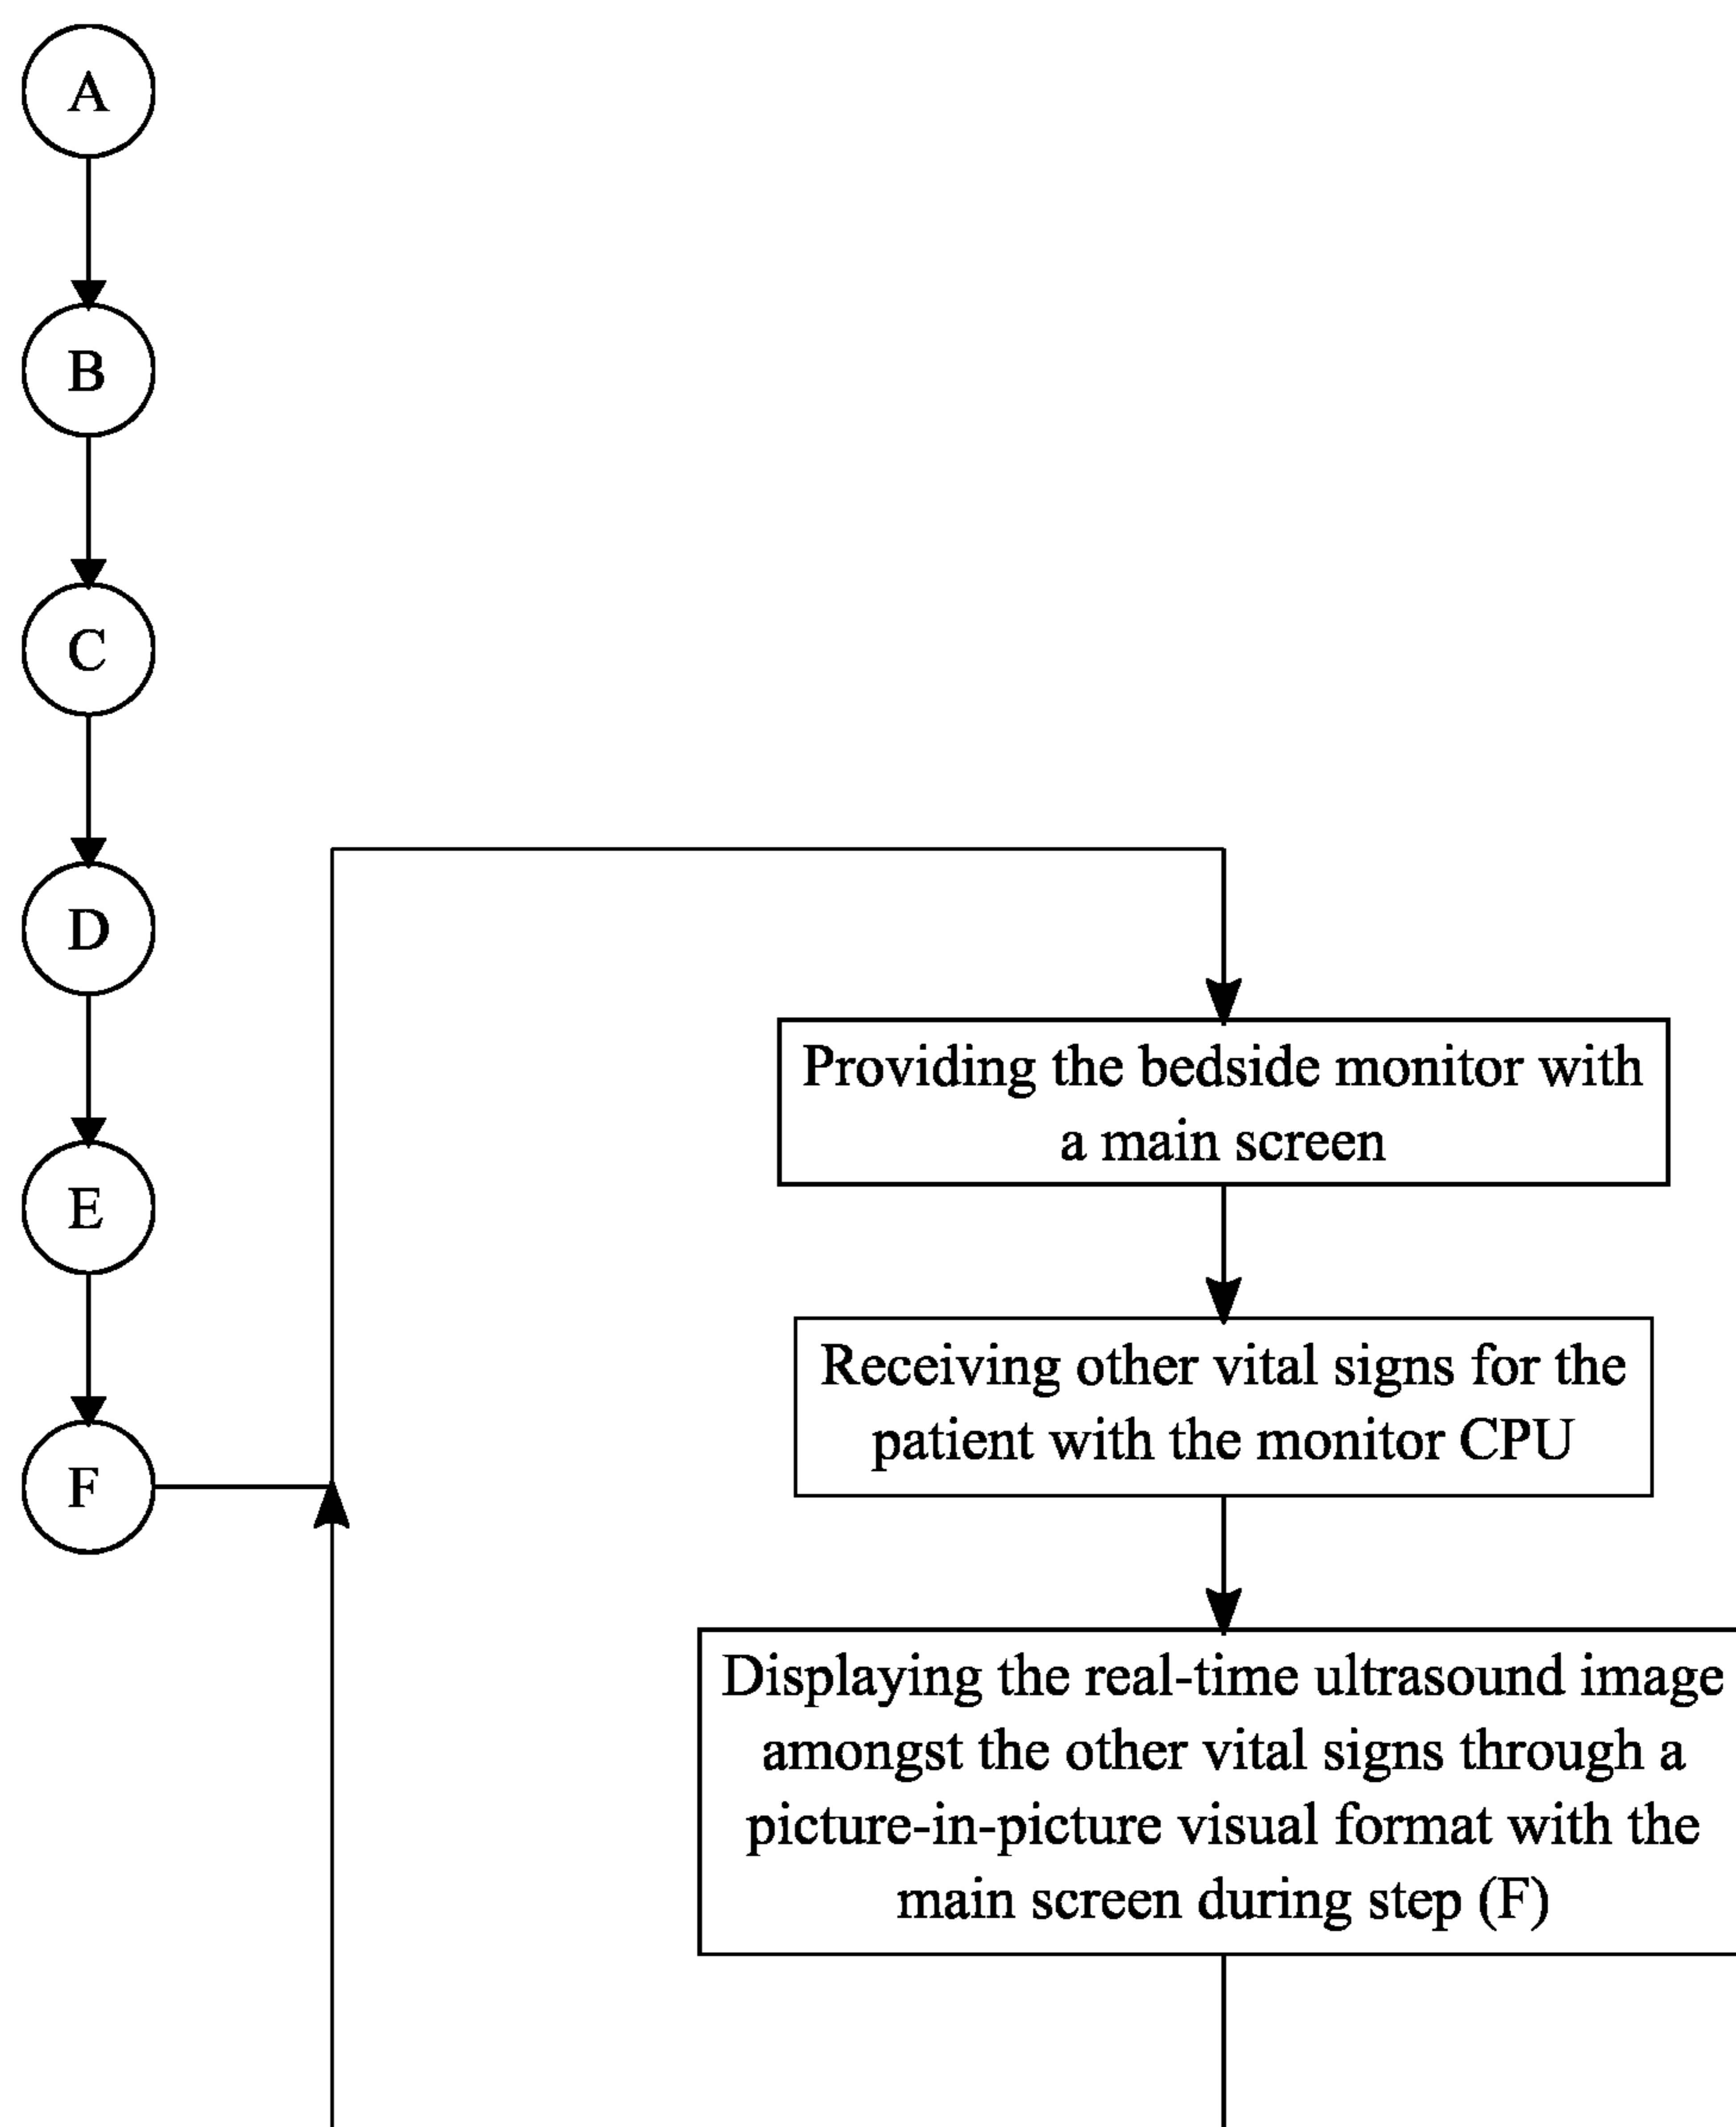 A
B
C
D
E
F
Providing the bedside monitor with
a main screen
Receiving other vital signs for the
patient with the monitor CPU
Displaying the real-time ultrasound image
amongst the other vital signs through a
picture-in-picture visual format with the
main screen during step (F)